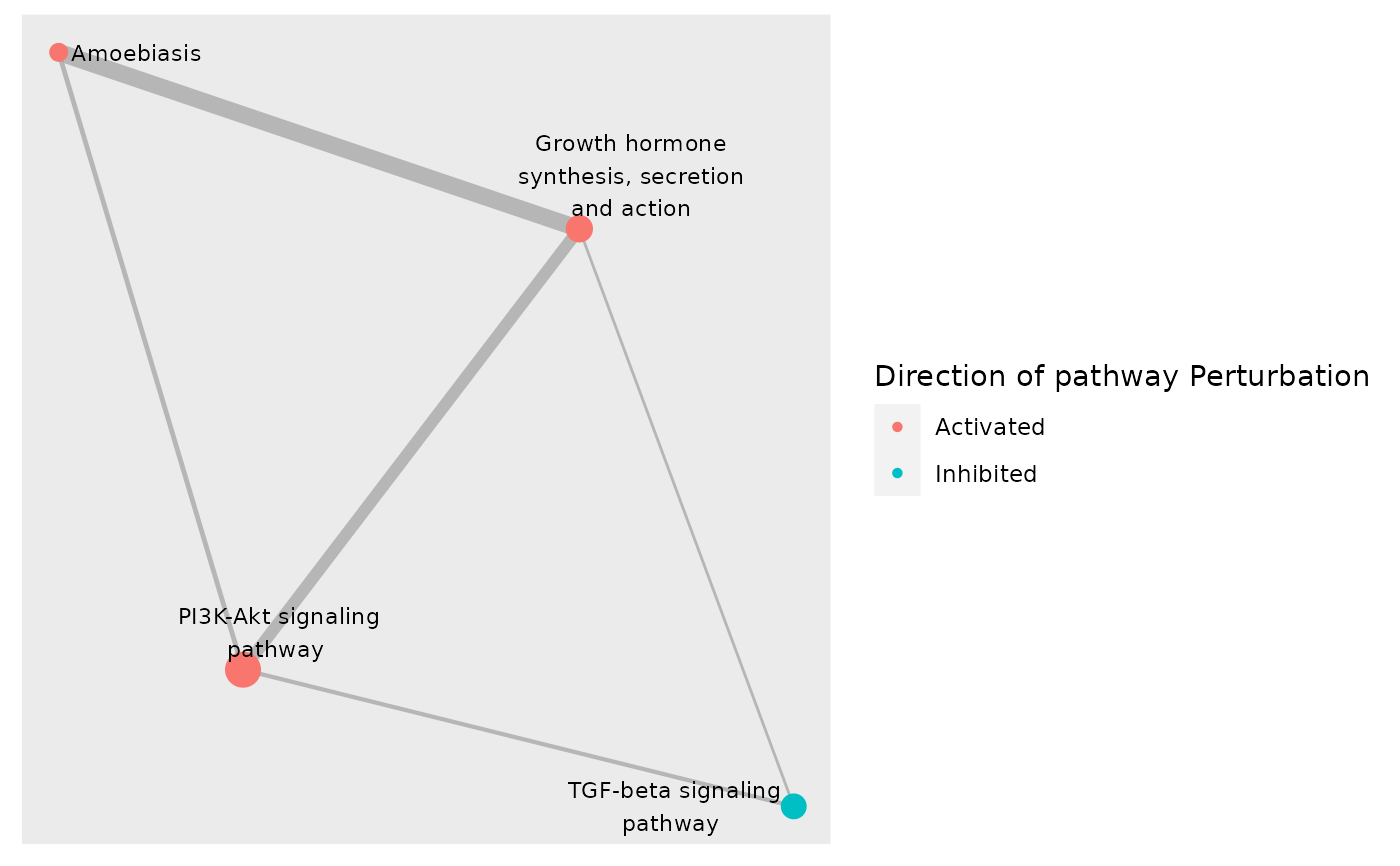 Amoebiasis
Growth hormone
synthesis, secretion
and action
PI3K-Akt signaling
pathway
TGF-beta signaling
pathway
Direction of pathway Perturbation
Activated
Inhibited